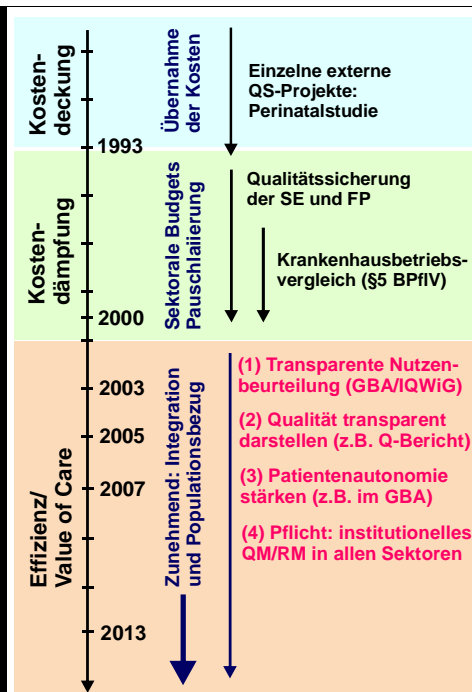 Kosten-
deckung
Übernahme
der Kosten
Einzelne externe
QS-Projekte:
Perinatalstudie
1993
Kosten-
dämpfung
Sektorale Budgets
Pauschlaiierung
Qualitätssicherung
der SE und FP
Krankenhausbetriebs-
vergleich (§5 BPflV)
2000
Effizienz/
Value of Care
2003
2005
2007
2013
Zunehmend: Integration
und Populationsbezug
(1) Transparente Nutzen-
beurteilung (GBA/IQWiG)
(2) Qualität transparent
darstellen (z.B. Q-Bericht)
(3) Patientenautonomie
stärken (z.B. im GBA)
(4) Pflicht: institutionelles
QM/RM in allen Sektoren